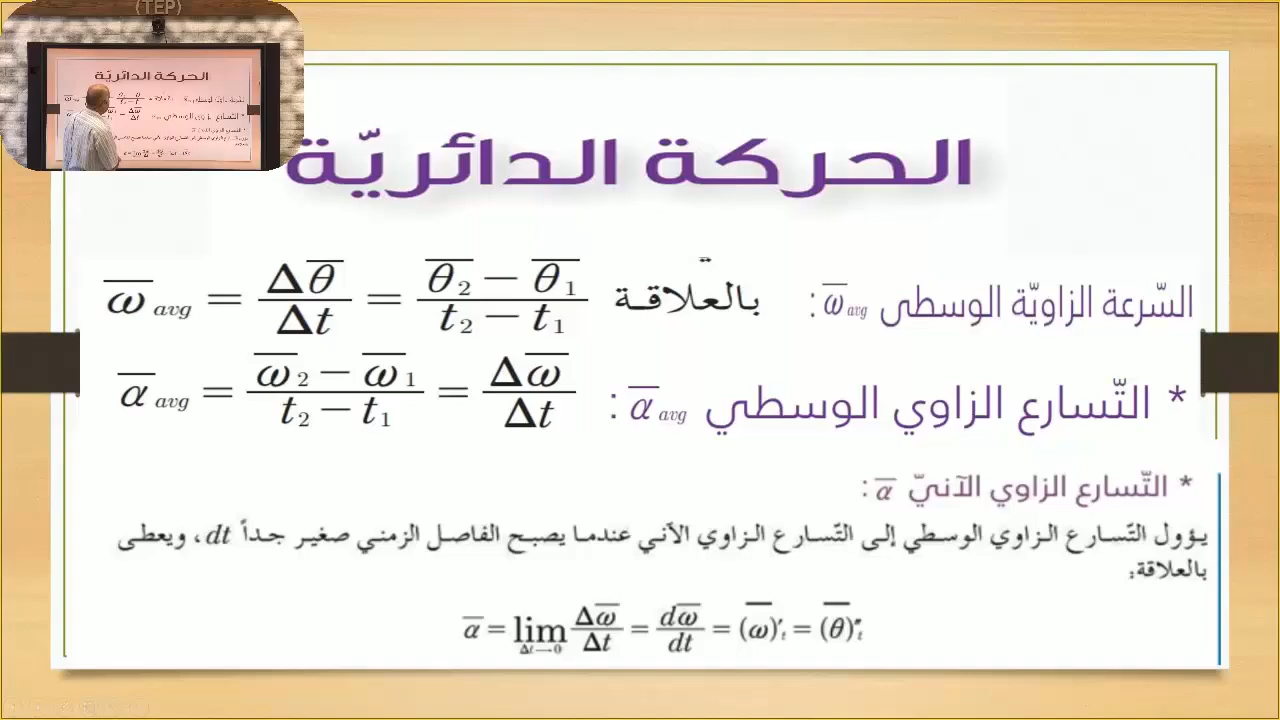 (TEP)
الحركة الدائريّة
السّرعة الزاويّة الوسطى ω̅avg : بالعلاقة ω̅avg = Δθ̅/Δt = (θ̅2 − θ̅1)/(t2 − t1)
* التّسارع الزاوي الوسطي α̅avg : α̅avg = (ω̅2 − ω̅1)/(t2 − t1) = Δω̅/Δt
* التّسارع الزاوي الآنيّ α̅ :
يؤول التّسارع الزاوي الوسطي إلى التّسارع الزاوي الآني عندما يصبح الفاصل الزمني صغير جداً dt، ويعطى
بالعلاقة:
α̅ = lim Δt→0 Δω̅/Δt = dω̅/dt = (ω̅)′t = (θ̅)″t